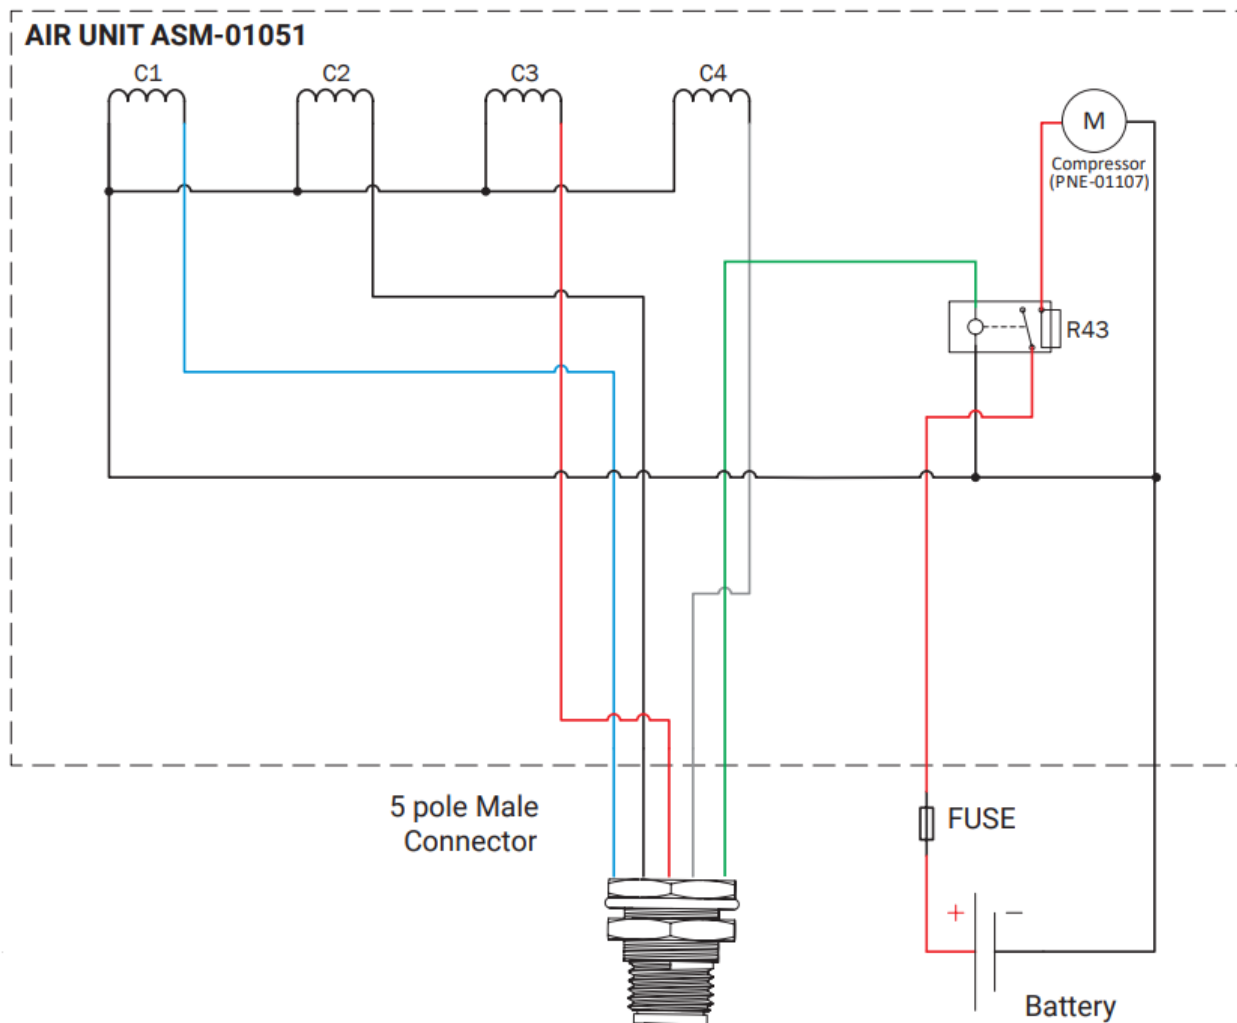 AIR UNIT ASM-01051
C1
C2
C3
C4
M
Compressor
(PNE-01107)
R43
5 pole Male
Connector
FUSE
+
−
Battery